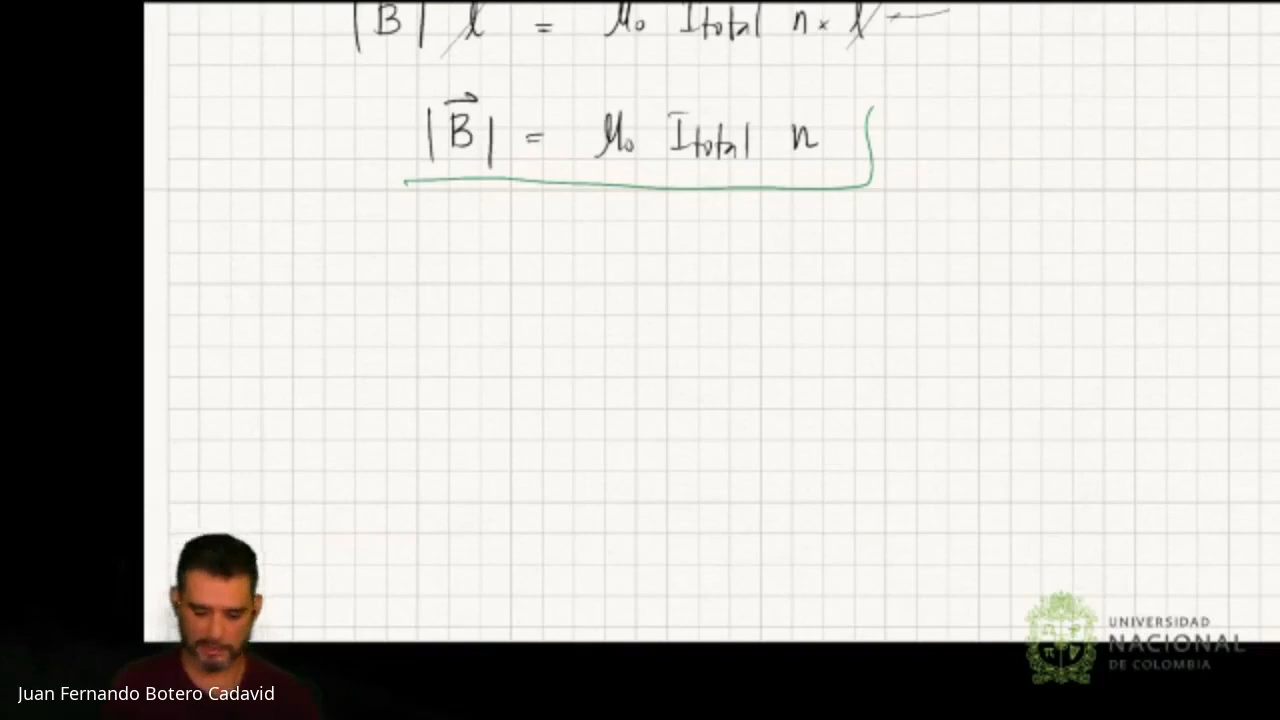 |B| l = μ₀ Itotal n × l
|B⃗| = μ₀ Itotal n
UNIVERSIDAD
NACIONAL
DE COLOMBIA
Juan Fernando Botero Cadavid